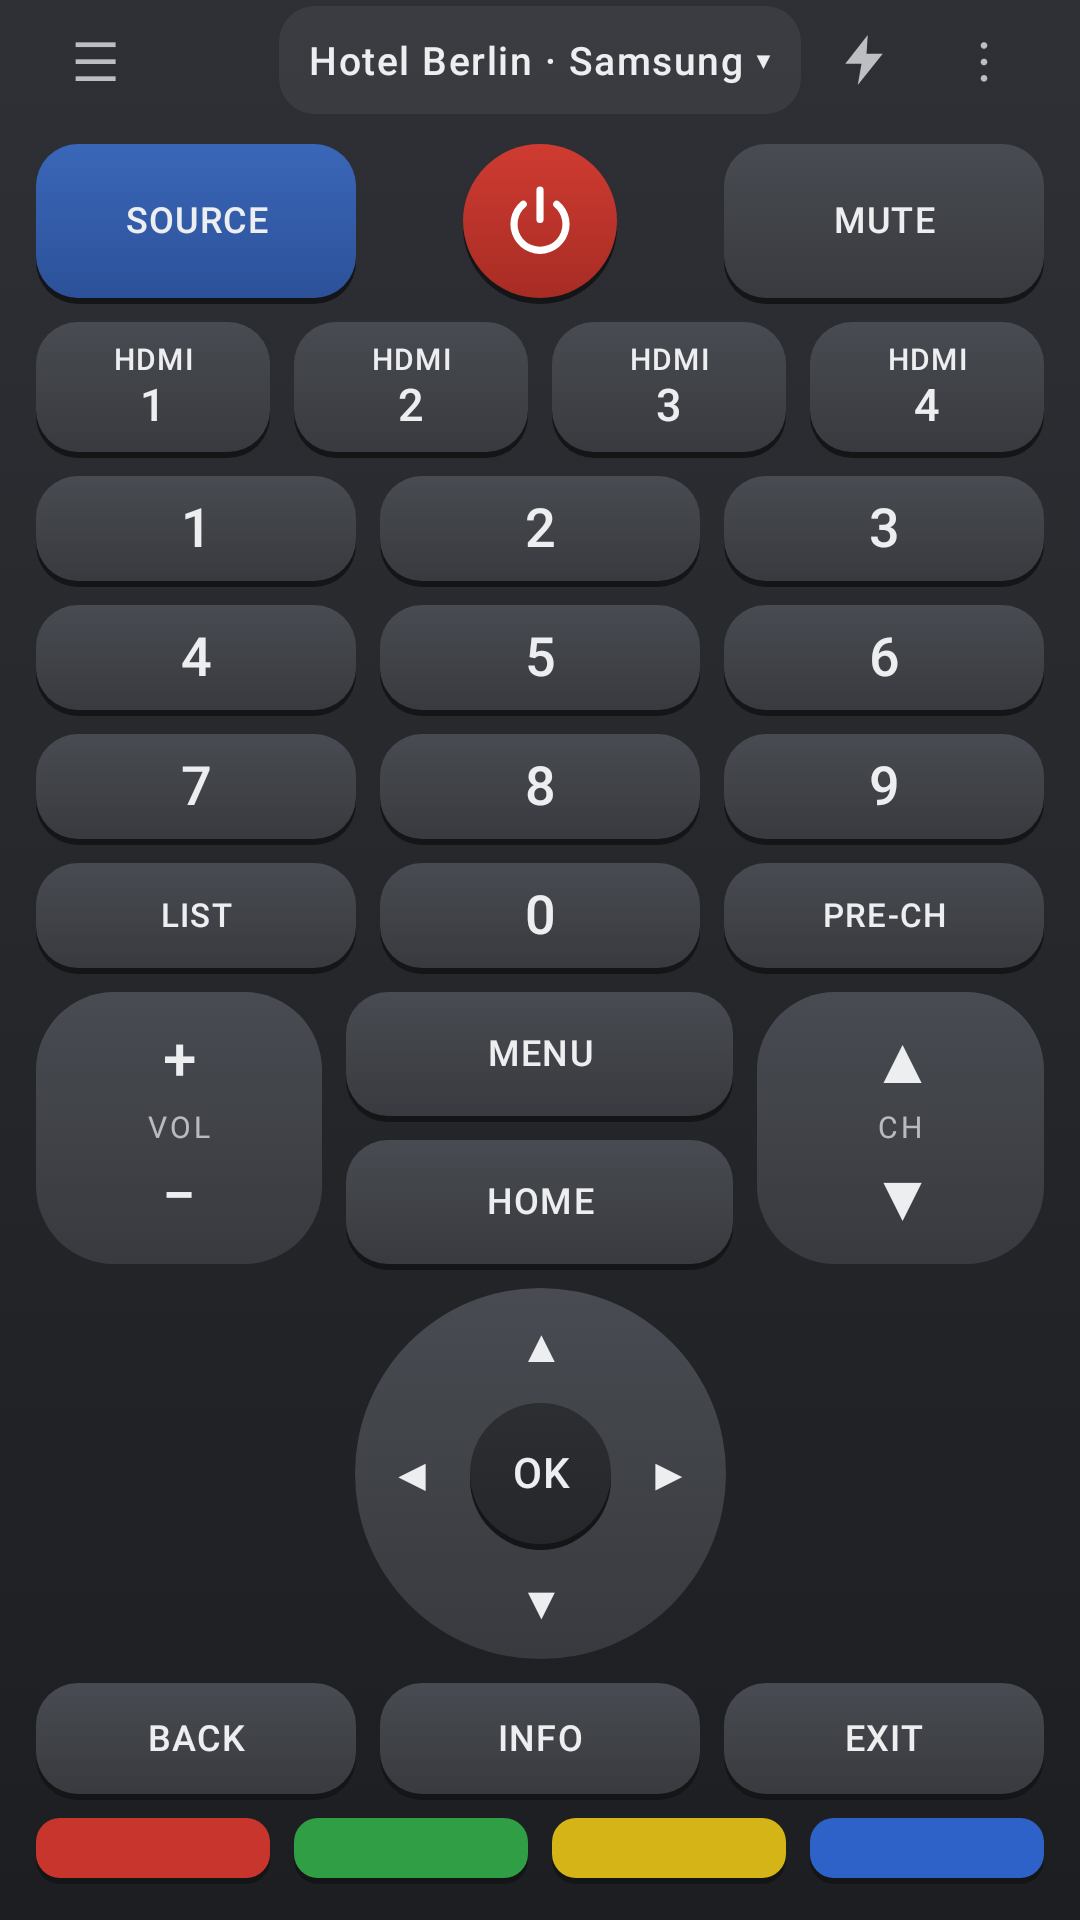 Hotel Berlin · Samsung ▾
SOURCE
MUTE
HDMI
1
HDMI
2
HDMI
3
HDMI
4
1
2
3
4
5
6
7
8
9
LIST
0
PRE-CH
+
VOL
−
MENU
HOME
▲
CH
▼
▲
◀
OK
▶
▼
BACK
INFO
EXIT